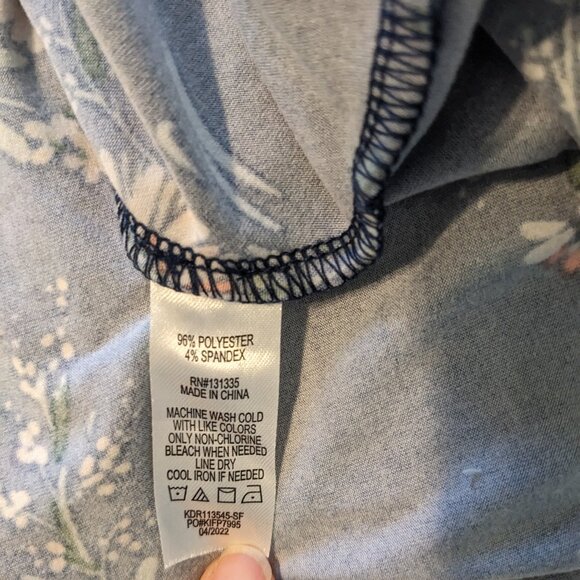 96% POLYESTER
4% SPANDEX
RN#131335
MADE IN CHINA
MACHINE WASH COLD
WITH LIKE COLORS
ONLY NON-CHLORINE
BLEACH WHEN NEEDED
LINE DRY
COOL IRON IF NEEDED
KDR113545-SF
PO#KIFP7995
04/2022